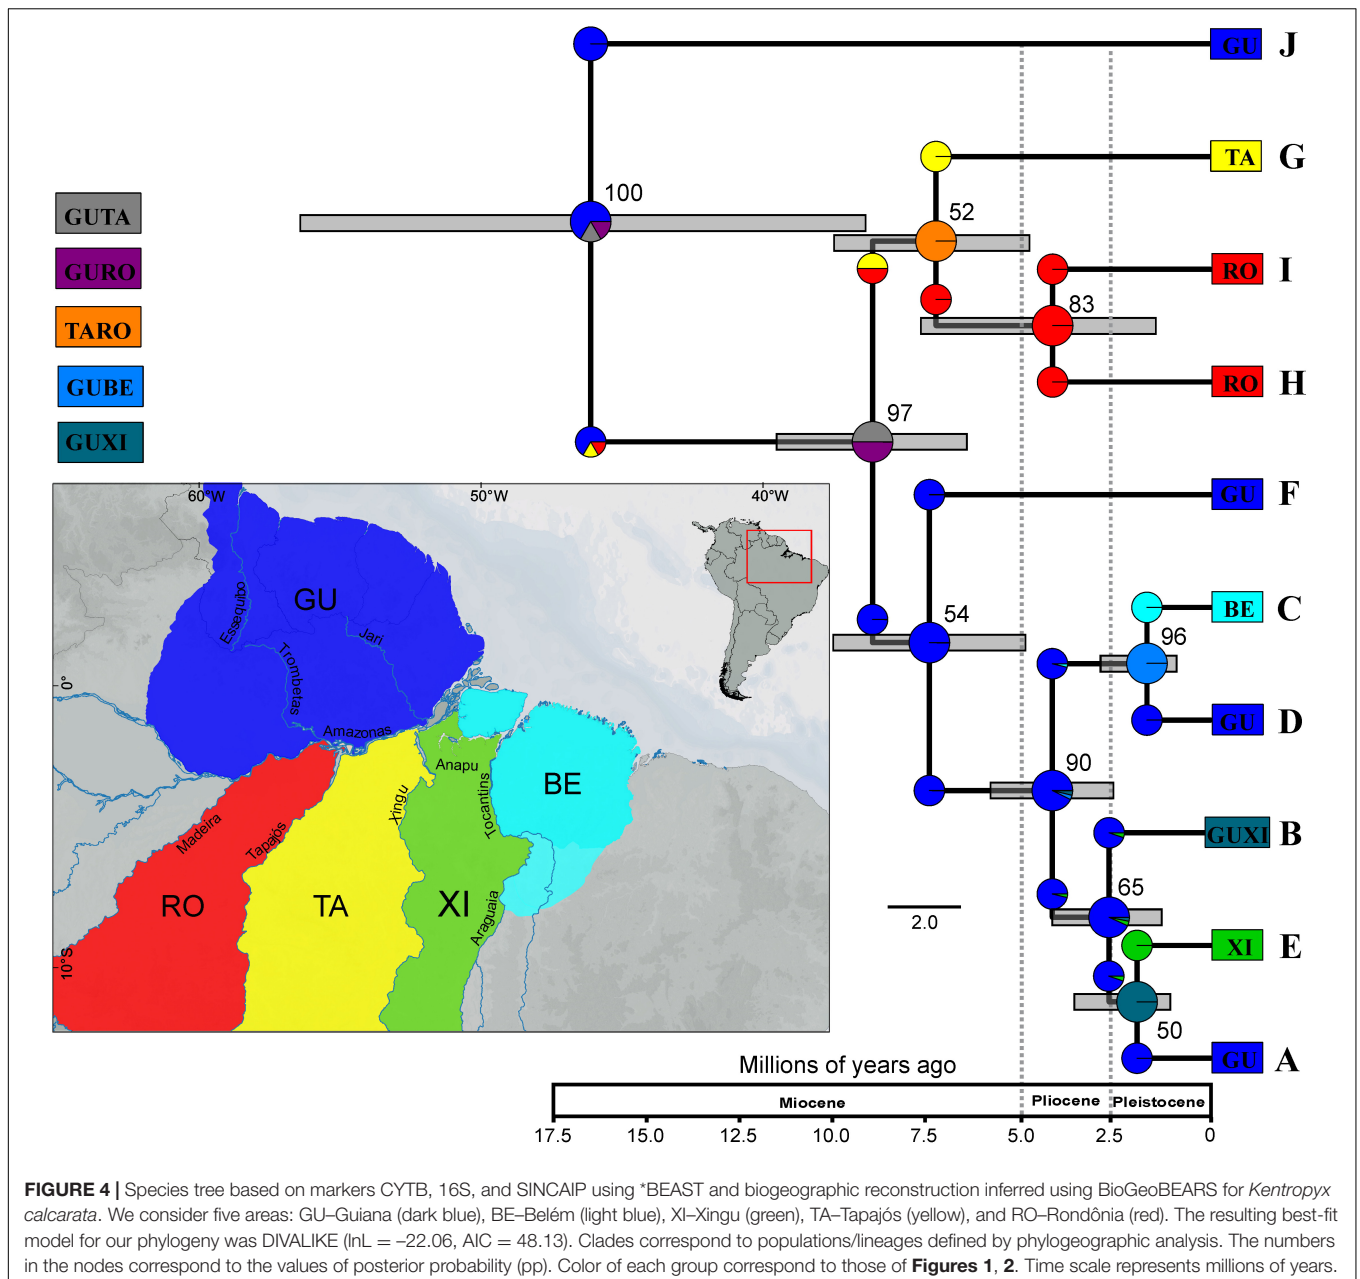 GU J
100
TA G
52
GUTA
GURO
RO I
83
TARO
GUBE
RO H
97
GUXI
60°W
50°W
40°W
GU F
Essequibo
GU
Jari
Trombetas
BE C
54
96
0°
Amazonas
GU D
Anapu
Tocantins
BE
Xingu
90
Madeira
Tapajós
GUXI B
65
RO
TA
XI
Araguaia
2.0
XI E
10°S
50
GU A
Millions of years ago
Miocene
Pliocene
Pleistocene
17.5 15.0 12.5 10.0 7.5 5.0 2.5 0
FIGURE 4 | Species tree based on markers CYTB, 16S, and SINCAIP using *BEAST and biogeographic reconstruction inferred using BioGeoBEARS for Kentropyx
calcarata. We consider five areas: GU–Guiana (dark blue), BE–Belém (light blue), XI–Xingu (green), TA–Tapajós (yellow), and RO–Rondônia (red). The resulting best-fit
model for our phylogeny was DIVALIKE (lnL = –22.06, AIC = 48.13). Clades correspond to populations/lineages defined by phylogeographic analysis. The numbers
in the nodes correspond to the values of posterior probability (pp). Color of each group correspond to those of Figures 1, 2. Time scale represents millions of years.